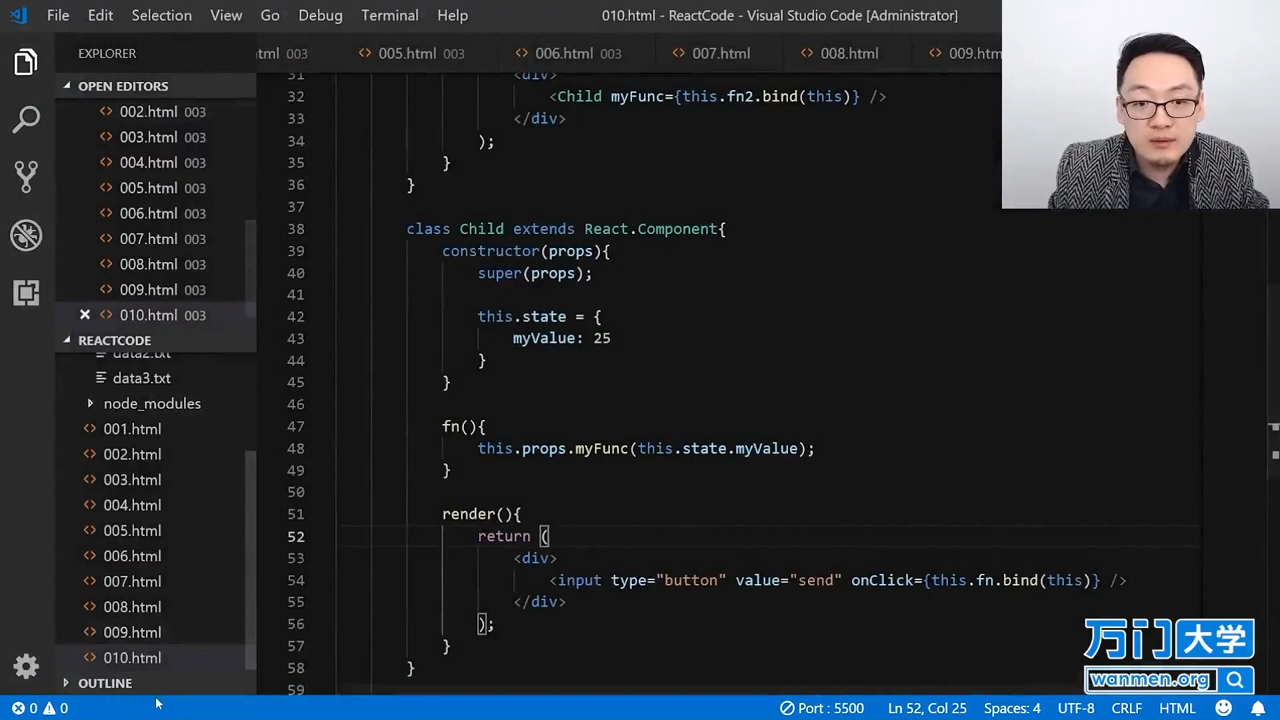 File Edit Selection View Go Debug Terminal Help
010.html - ReactCode - Visual Studio Code [Administrator]
EXPLORER
html 003
005.html 003
006.html 003
007.html
008.html
009.htm
OPEN EDITORS
002.html 003
003.html 003
004.html 003
005.html 003
006.html 003
007.html 003
008.html 003
009.html 003
010.html 003
REACTCODE
data2.txt
data3.txt
node_modules
001.html
002.html
003.html
004.html
005.html
006.html
007.html
008.html
009.html
010.html
OUTLINE
31 <div>
32 <Child myFunc={this.fn2.bind(this)} />
33 </div>
34 );
35 }
36 }
37
38 class Child extends React.Component{
39 constructor(props){
40 super(props);
41
42 this.state = {
43 myValue: 25
44 }
45 }
46
47 fn(){
48 this.props.myFunc(this.state.myValue);
49 }
50
51 render(){
52 return (
53 <div>
54 <input type="button" value="send" onClick={this.fn.bind(this)} />
55 </div>
56 );
57 }
58 }
59
万门大学
wanmen.org
0 0
Port : 5500
Ln 52, Col 25
Spaces: 4
UTF-8
CRLF
HTML